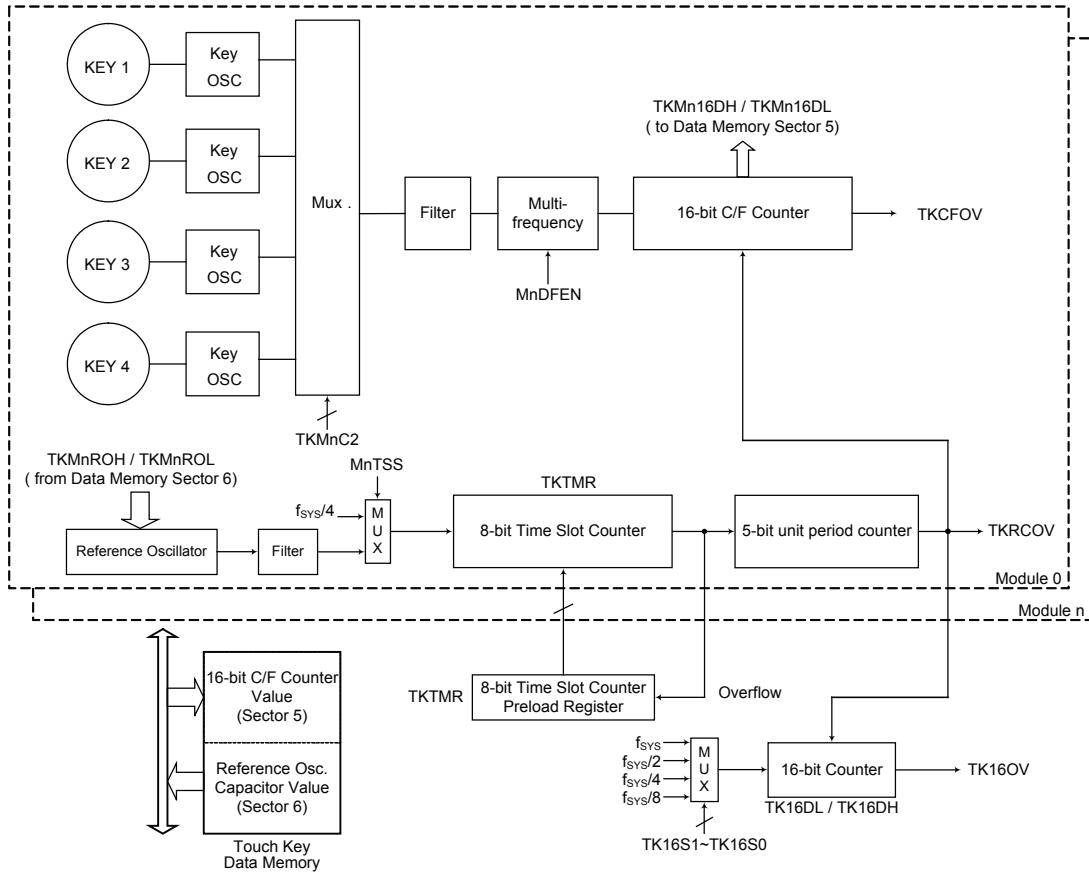 KEY 1
Key
OSC
KEY 2
Key
OSC
KEY 3
Key
OSC
KEY 4
Key
OSC
Mux .
TKMnC2
Filter
Multi-
frequency
MnDFEN
TKMn16DH / TKMn16DL
( to Data Memory Sector 5)
16-bit C/F Counter
TKCFOV
TKMnROH / TKMnROL
( from Data Memory Sector 6)
Reference Oscillator
Filter
MnTSS
fSYS/4
M
U
X
TKTMR
8-bit Time Slot Counter
5-bit unit period counter
TKRCOV
Module 0
Module n
TKTMR
8-bit Time Slot Counter
Preload Register
Overflow
16-bit C/F Counter
Value
(Sector 5)
Reference Osc.
Capacitor Value
(Sector 6)
Touch Key
Data Memory
fSYS
fSYS/2
fSYS/4
fSYS/8
M
U
X
TK16S1~TK16S0
16-bit Counter
TK16DL / TK16DH
TK16OV